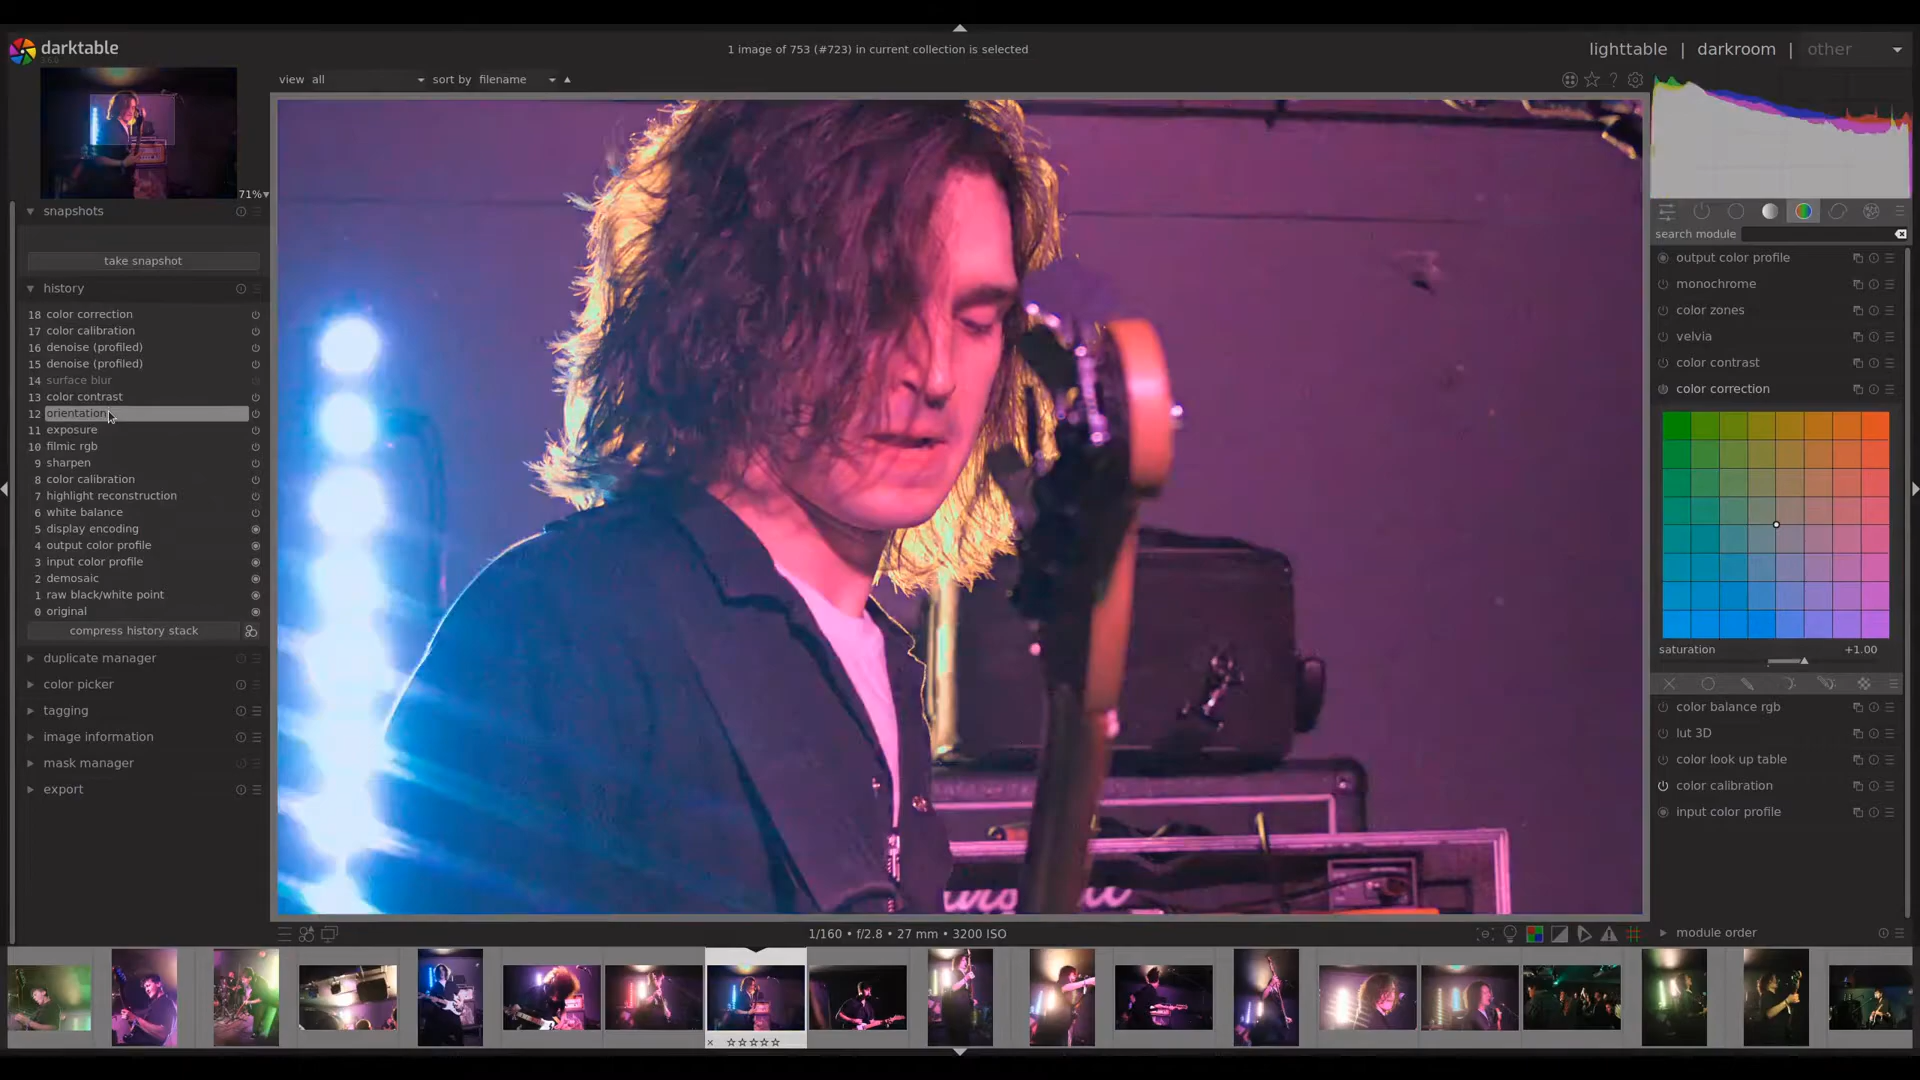 darktable
3.6.0
1 image of 753 (#723) in current collection is selected
lighttable | darkroom | other
view all sort by filename
71%
snapshots
take snapshot
history
18 color correction
17 color calibration
16 denoise (profiled)
15 denoise (profiled)
14 surface blur
13 color contrast
12 orientation
11 exposure
10 filmic rgb
9 sharpen
8 color calibration
7 highlight reconstruction
6 white balance
5 display encoding
4 output color profile
3 input color profile
2 demosaic
1 raw black/white point
0 original
compress history stack
duplicate manager
color picker
tagging
image information
mask manager
export
1/160 • f/2.8 • 27 mm • 3200 ISO
search module
output color profile
monochrome
color zones
velvia
color contrast
color correction
saturation +1.00
color balance rgb
lut 3D
color look up table
color calibration
input color profile
module order